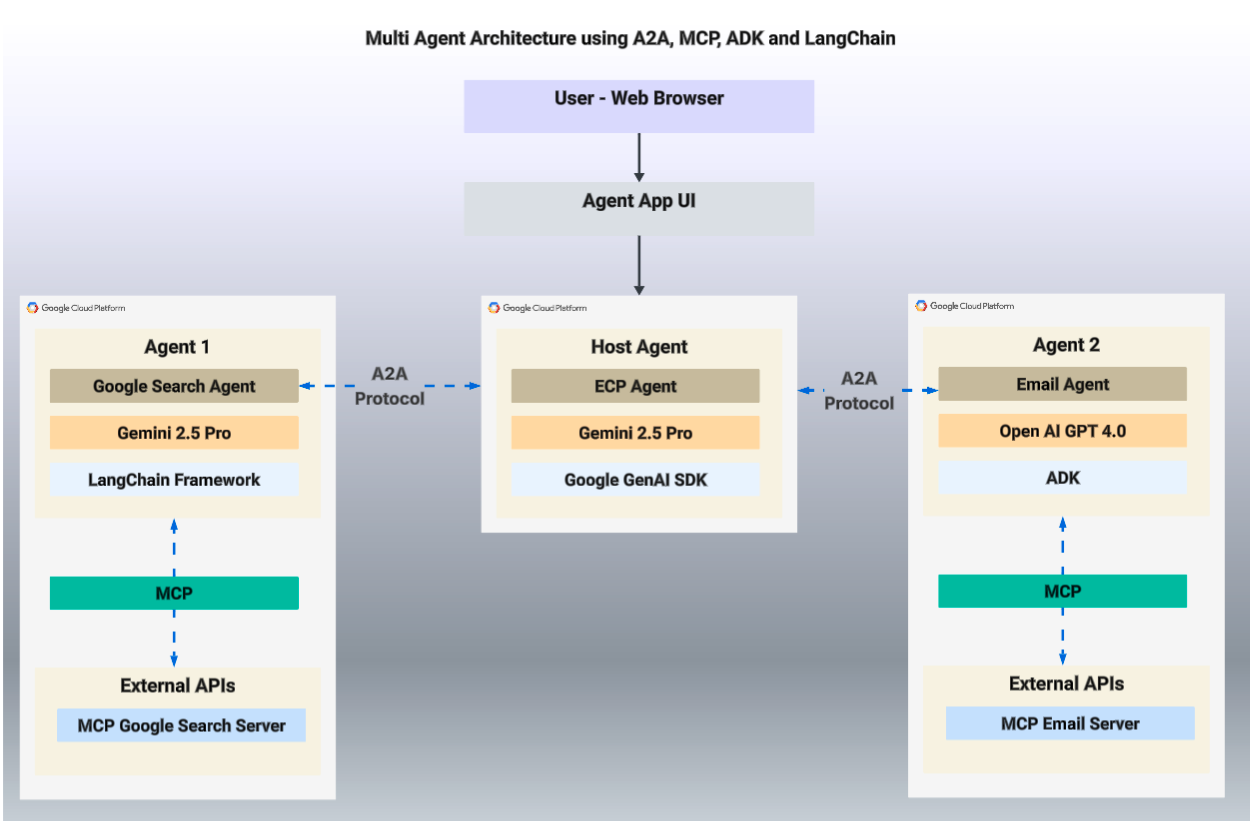 Multi Agent Architecture using A2A, MCP, ADK and LangChain
User - Web Browser
Agent App UI
Google Cloud Platform
Agent 1
Google Search Agent
Gemini 2.5 Pro
LangChain Framework
MCP
External APIs
MCP Google Search Server
A2A
Protocol
Google Cloud Platform
Host Agent
ECP Agent
Gemini 2.5 Pro
Google GenAI SDK
A2A
Protocol
Google Cloud Platform
Agent 2
Email Agent
Open AI GPT 4.0
ADK
MCP
External APIs
MCP Email Server